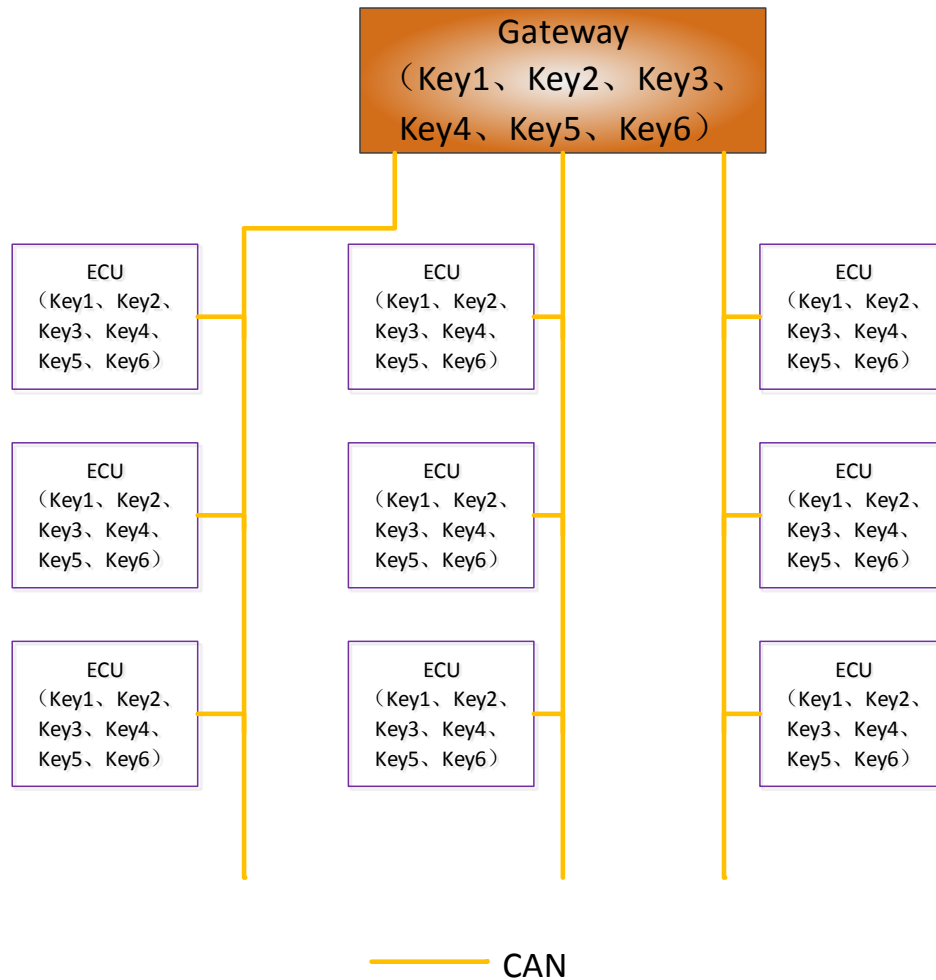 Gateway
（Key1、Key2、Key3、
Key4、Key5、Key6）
ECU
（Key1、Key2、
Key3、Key4、
Key5、Key6）
ECU
（Key1、Key2、
Key3、Key4、
Key5、Key6）
ECU
（Key1、Key2、
Key3、Key4、
Key5、Key6）
ECU
（Key1、Key2、
Key3、Key4、
Key5、Key6）
ECU
（Key1、Key2、
Key3、Key4、
Key5、Key6）
ECU
（Key1、Key2、
Key3、Key4、
Key5、Key6）
ECU
（Key1、Key2、
Key3、Key4、
Key5、Key6）
ECU
（Key1、Key2、
Key3、Key4、
Key5、Key6）
ECU
（Key1、Key2、
Key3、Key4、
Key5、Key6）
CAN